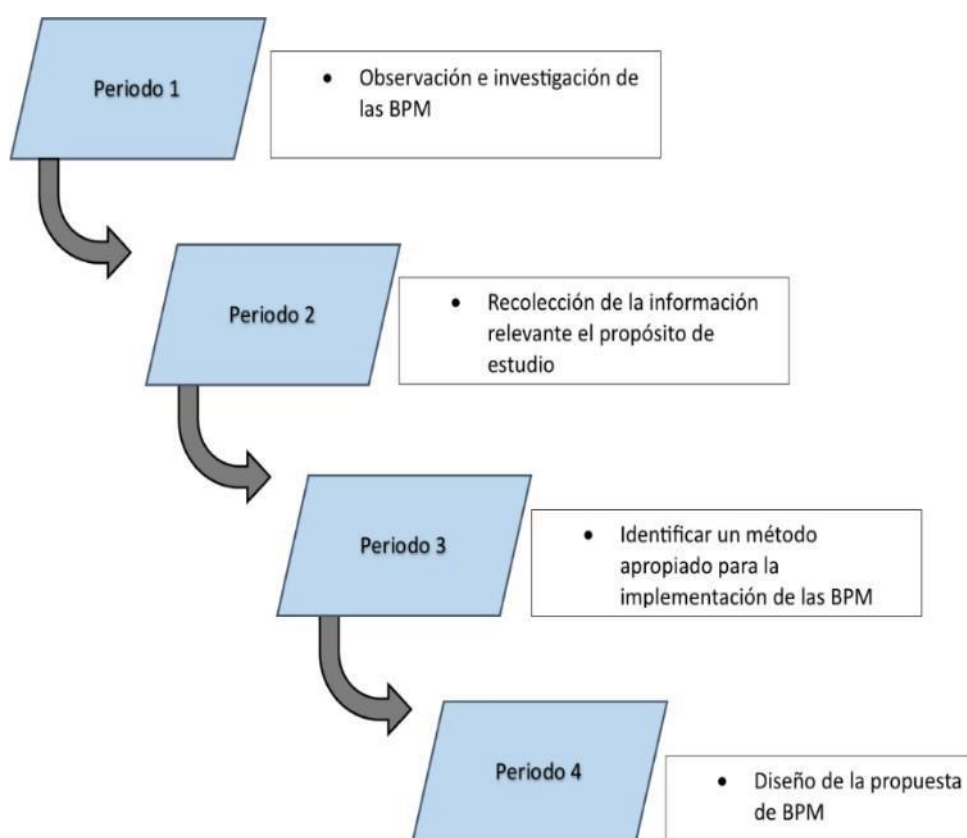 Periodo 1
• Observación e investigación de
las BPM
Periodo 2
• Recolección de la información
relevante el propósito de
estudio
Periodo 3
• Identificar un método
apropiado para la
implementación de las BPM
Periodo 4
• Diseño de la propuesta
de BPM